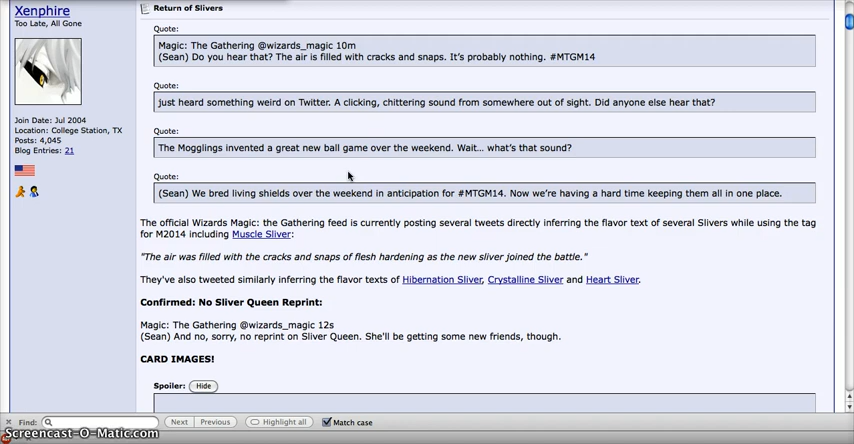 Xenphire
Too Late, All Gone
Join Date: Jul 2004
Location: College Station, TX
Posts: 4,045
Blog Entries: 21
Return of Slivers
Quote:
Magic: The Gathering @wizards_magic 10m
(Sean) Do you hear that? The air is filled with cracks and snaps. It's probably nothing. #MTGM14
Quote:
just heard something weird on Twitter. A clicking, chittering sound from somewhere out of sight. Did anyone else hear that?
Quote:
The Mogglings invented a great new ball game over the weekend. Wait... what's that sound?
Quote:
(Sean) We bred living shields over the weekend in anticipation for #MTGM14. Now we're having a hard time keeping them all in one place.
The official Wizards Magic: the Gathering feed is currently posting several tweets directly inferring the flavor text of several Slivers while using the tag
for M2014 including Muscle Sliver:
"The air was filled with the cracks and snaps of flesh hardening as the new sliver joined the battle."
They've also tweeted similarly inferring the flavor texts of Hibernation Sliver, Crystalline Sliver and Heart Sliver.
Confirmed: No Sliver Queen Reprint:
Magic: The Gathering @wizards_magic 12s
(Sean) And no, sorry, no reprint on Sliver Queen. She'll be getting some new friends, though.
CARD IMAGES!
Spoiler: Hide
Find: Next Previous Highlight all Match case
Screencast-O-Matic.com